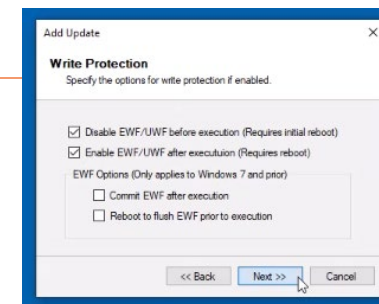 Add Update
Write Protection
Specify the options for write protection if enabled.
Disable EWF/UWF before execution (Requires initial reboot)
Enable EWF/UWF after executuion (Requires reboot)
EWF Options (Only applies to Windows 7 and prior)
Commit EWF after execution
Reboot to flush EWF prior to execution
<< Back
Next >>
Cancel